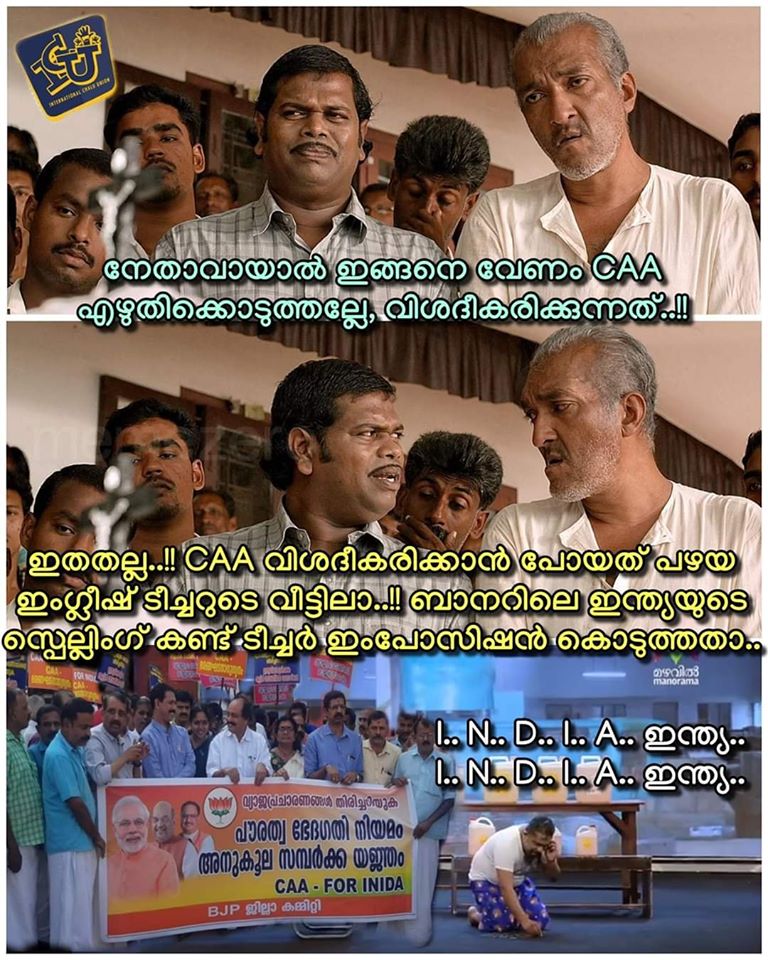 ICU
INTERNATIONAL CHALU UNION
നേതാവായാൽ ഇങ്ങനെ വേണം CAA
എഴുതിക്കൊടുത്തല്ലേ, വിശദീകരിക്കുന്നത്..!!
ഇതതല്ല..!! CAA വിശദീകരിക്കാൻ പോയത് പഴയ
ഇംഗ്ലീഷ് ടീച്ചറുടെ വീട്ടിലാ..!! ബാനറിലെ ഇന്ത്യയുടെ
സ്പെല്ലിംഗ് കണ്ട് ടീച്ചർ ഇംപോസിഷൻ കൊടുത്തതാ..
മഴവിൽ
manorama
I.. N.. D.. I.. A.. ഇന്ത്യ..
I.. N.. D.. I.. A.. ഇന്ത്യ..
വ്യാജപ്രചാരണങ്ങൾ തിരിച്ചറിയുക
പൗരത്വ ഭേദഗതി നിയമം
അനുകൂല സമ്പർക്ക യജ്ഞം
CAA - FOR INIDA
BJP ജില്ലാ കമ്മിറ്റി